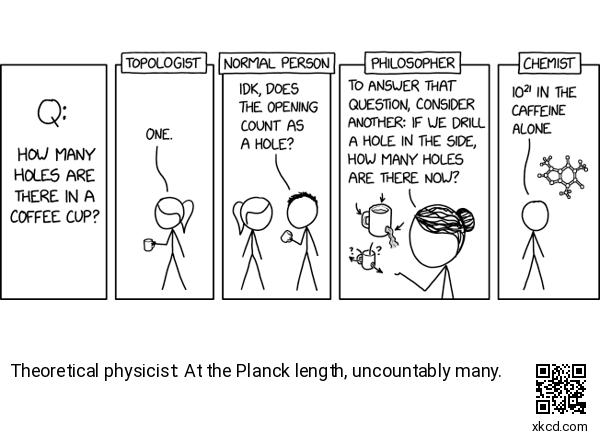 Q:
HOW MANY
HOLES ARE
THERE IN A
COFFEE CUP?
TOPOLOGIST
ONE.
NORMAL PERSON
IDK, DOES
THE OPENING
COUNT AS
A HOLE?
PHILOSOPHER
TO ANSWER THAT
QUESTION, CONSIDER
ANOTHER: IF WE DRILL
A HOLE IN THE SIDE,
HOW MANY HOLES
ARE THERE NOW?
? ?
CHEMIST
10²¹ IN THE
CAFFEINE
ALONE
Theoretical physicist: At the Planck length, uncountably many.
xkcd.com